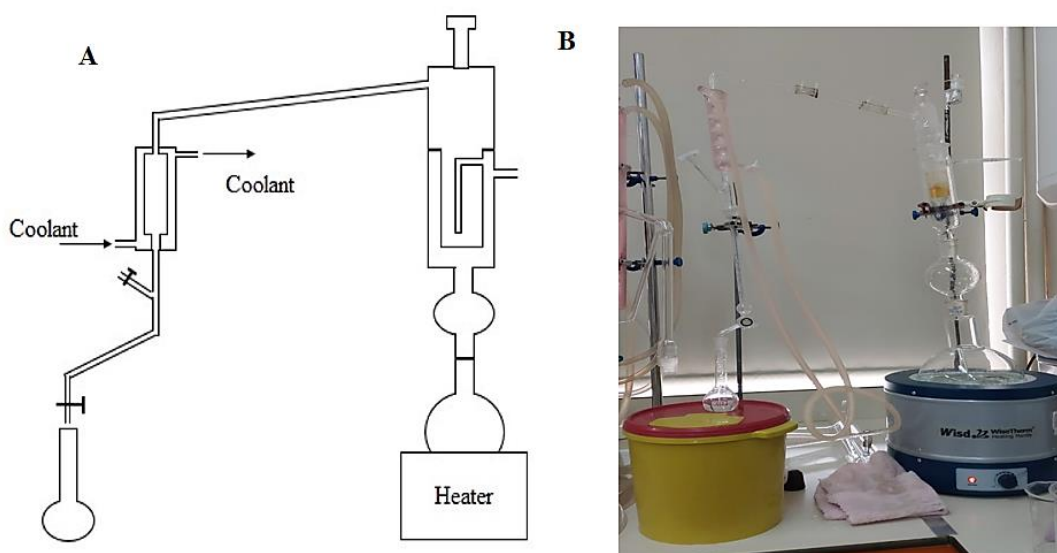 A
B
Coolant
Coolant
Heater
Wisd
WiseTherm
Heating Mantle